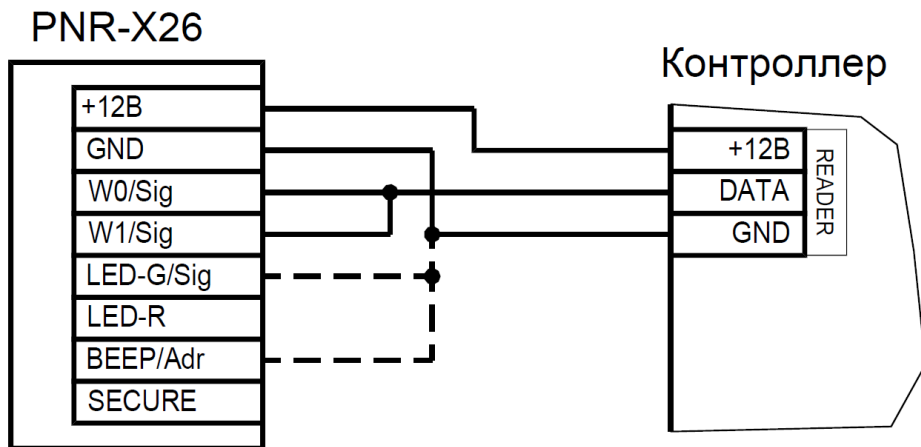 PNR-X26
+12В
GND
W0/Sig
W1/Sig
LED-G/Sig
LED-R
BEEP/Adr
SECURE
Контроллер
+12В
DATA
GND
READER